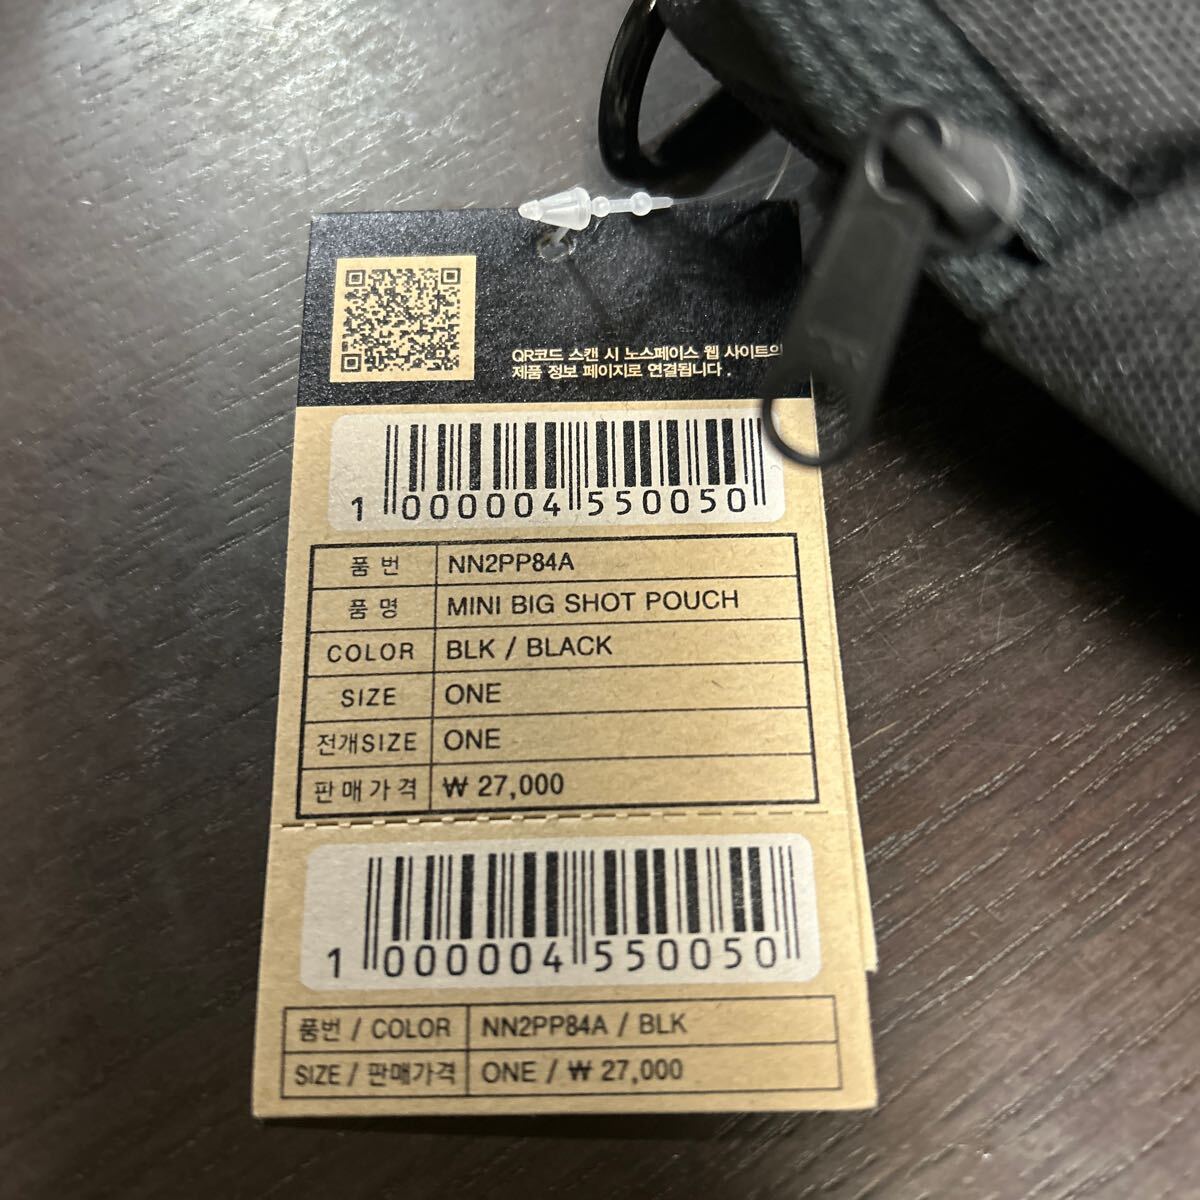 QR코드 스캔 시 노스페이스 웹 사이트의
제품 정보 페이지로 연결됩니다.
1 000004 550050
품번 NN2PP84A
품명 MINI BIG SHOT POUCH
COLOR BLK / BLACK
SIZE ONE
전개SIZE ONE
판매가격 ₩ 27,000
1 000004 550050
품번 / COLOR NN2PP84A / BLK
SIZE / 판매가격 ONE / ₩ 27,000